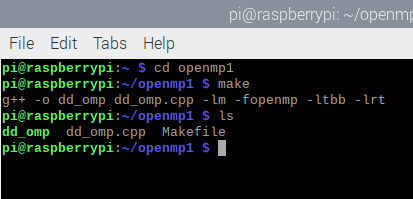 pi@raspberrypi: ~/openmp
File Edit Tabs Help
pi@raspberrypi:~ $ cd openmp1
pi@raspberrypi:~/openmp1 $ make
g++ -o dd_omp dd_omp.cpp -lm -fopenmp -ltbb -lrt
pi@raspberrypi:~/openmp1 $ ls
dd_omp  dd_omp.cpp  Makefile
pi@raspberrypi:~/openmp1 $